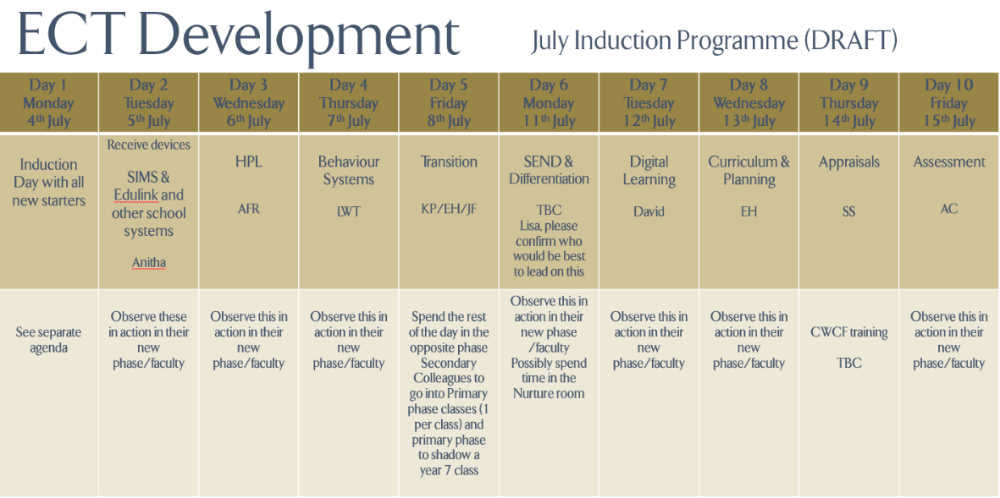 ECT Development
July Induction Programme (DRAFT)
Day 1
Monday
4th July
Day 2
Tuesday
5th July
Day 3
Wednesday
6th July
Day 4
Thursday
7th July
Day 5
Friday
8th July
Day 6
Monday
11th July
Day 7
Tuesday
12th July
Day 8
Wednesday
13th July
Day 9
Thursday
14th July
Day 10
Friday
15th July
Induction
Day with all
new starters
Receive devices
SIMS &
Edulink and
other school
systems
Anitha
HPL
AFR
Behaviour
Systems
LWT
Transition
KP/EH/JF
SEND &
Differentiation
TBC
Lisa, please
confirm who
would be best
to lead on this
Digital
Learning
David
Curriculum &
Planning
EH
Appraisals
SS
Assessment
AC
See separate
agenda
Observe these
in action in their
new
phase/faculty
Observe this in
action in their
new
phase/faculty
Observe this in
action in their
new
phase/faculty
Spend the rest
of the day in the
opposite phase
Secondary
Colleagues to
go into Primary
phase classes (1
per class) and
primary phase
to shadow a
year 7 class
Observe this in
action in their
new phase
/faculty
Possibly spend
time in the
Nurture room
Observe this in
action in their
new
phase/faculty
Observe this in
action in their
new
phase/faculty
CWCF training
TBC
Observe this in
action in their
new
phase/faculty